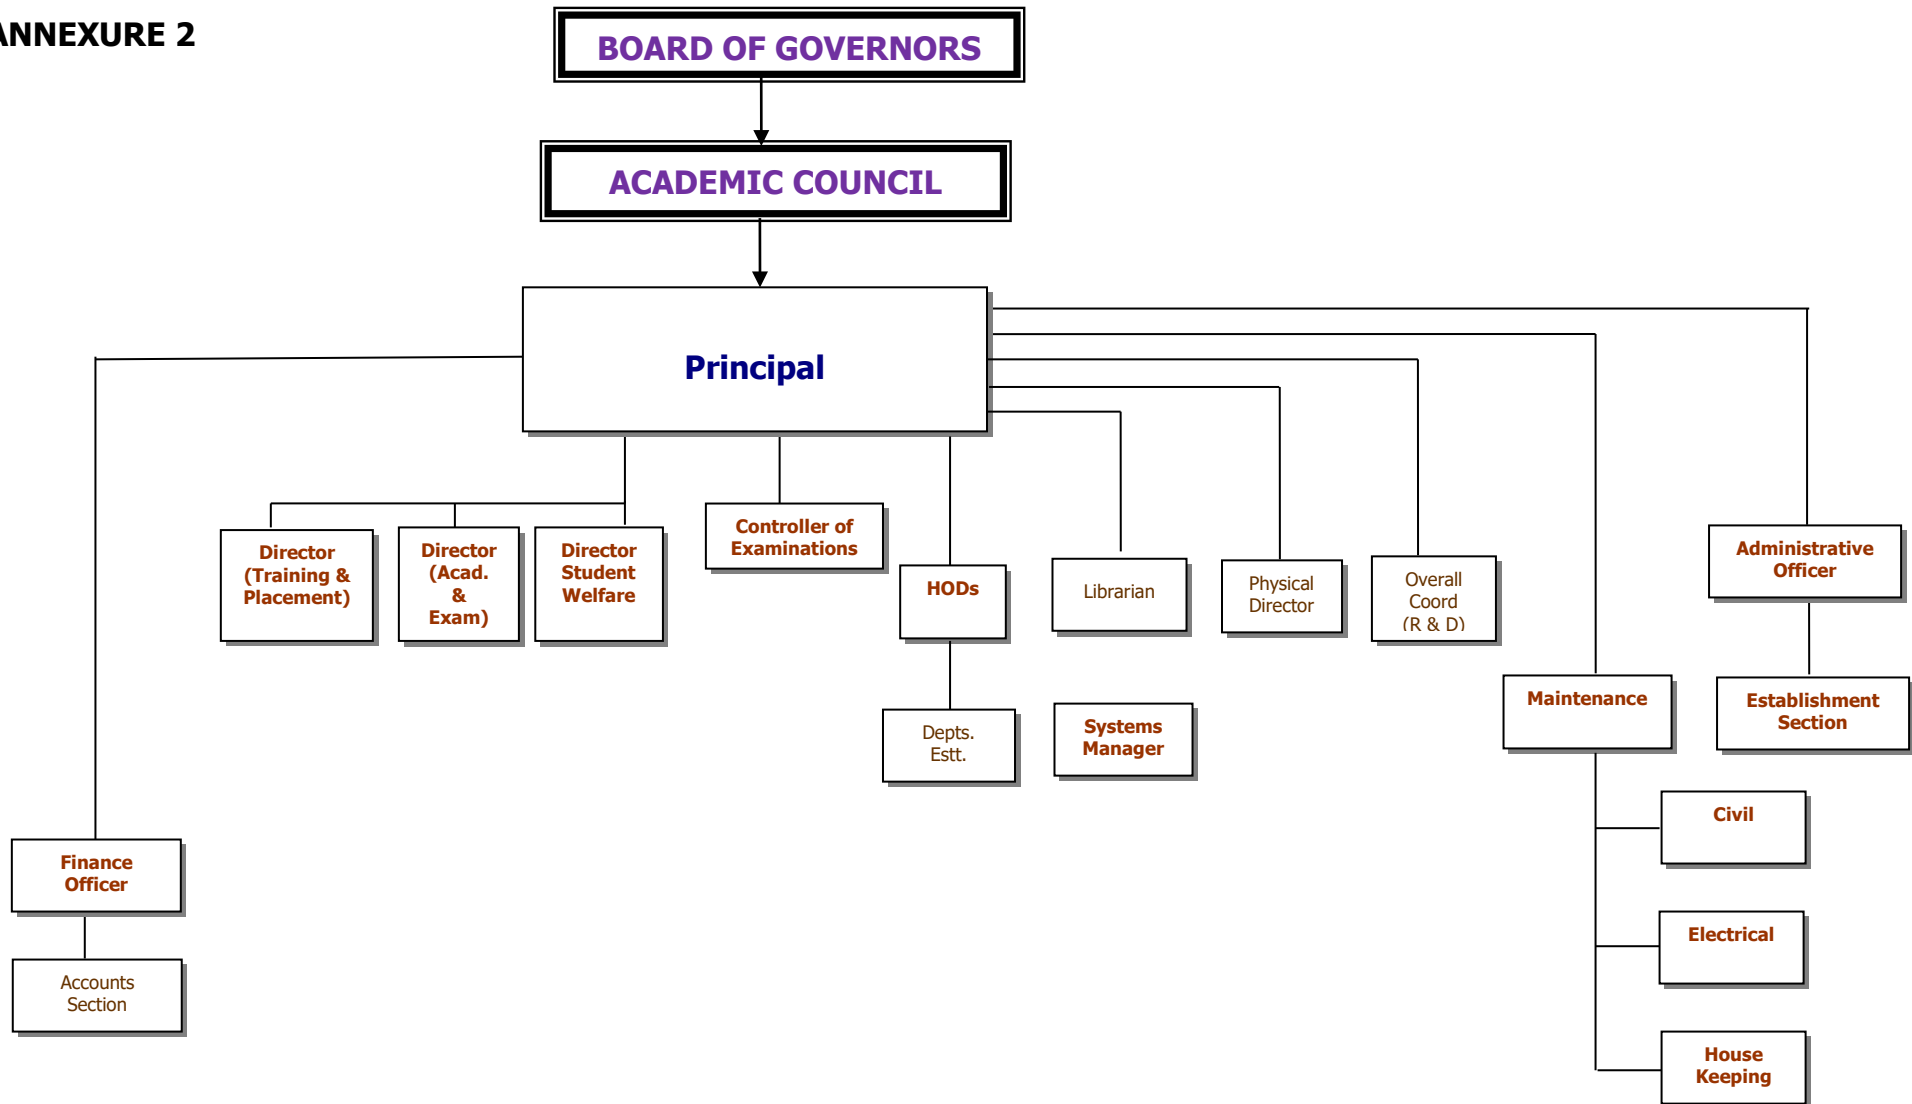 ANNEXURE 2
BOARD OF GOVERNORS
ACADEMIC COUNCIL
Principal
Director
(Training &
Placement)
Director
(Acad.
&
Exam)
Director
Student
Welfare
Controller of
Examinations
HODs
Librarian
Physical
Director
Overall
Coord
(R & D)
Administrative
Officer
Maintenance
Establishment
Section
Depts.
Estt.
Systems
Manager
Civil
Finance
Officer
Electrical
Accounts
Section
House
Keeping